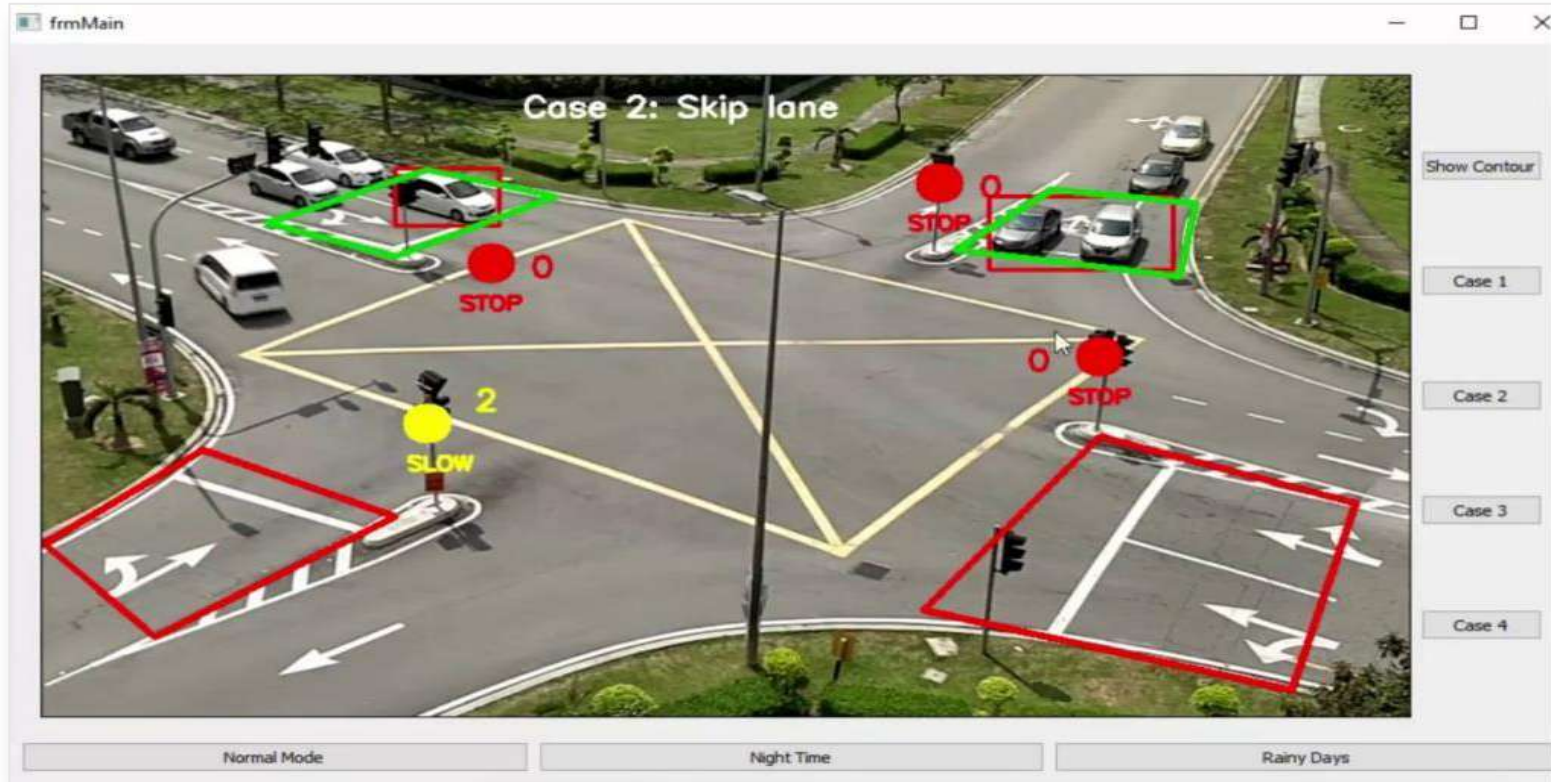 frmMain
Case 2: Skip lane
Show Contour
0
STOP
0
STOP
Case 1
0
STOP
2
SLOW
Case 2
Case 3
Case 4
Normal Mode
Night Time
Rainy Days